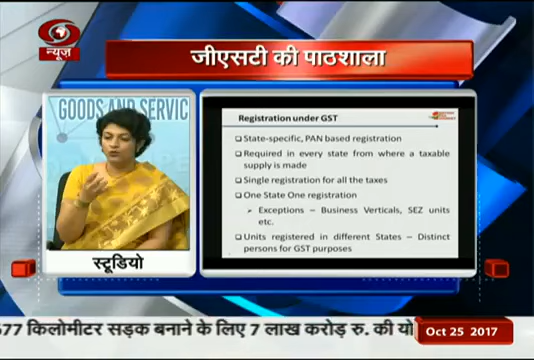 न्यूज़
जीएसटी की पाठशाला
GOODS AND SERVIC
स्टूडियो
Registration under GST
State-specific, PAN based registration
Required in every state from where a taxable
supply is made
Single registration for all the taxes
One State One registration
Exceptions – Business Verticals, SEZ units
etc.
Units registered in different States – Distinct
persons for GST purposes
677 किलोमीटर सड़क बनाने के लिए 7 लाख करोड़ रु. की यो
Oct 25 2017